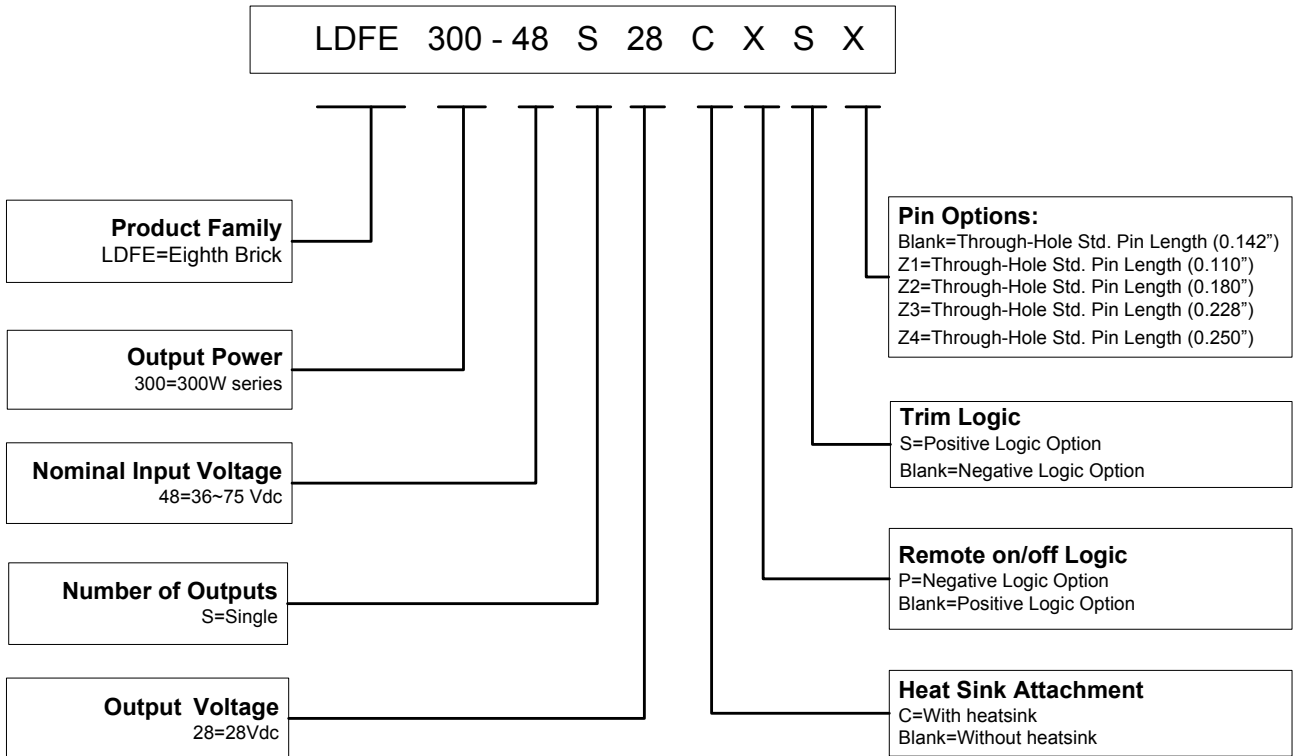 LDFE 300 - 48 S 28 C X S X
Product Family
LDFE=Eighth Brick
Output Power
300=300W series
Nominal Input Voltage
48=36~75 Vdc
Number of Outputs
S=Single
Output Voltage
28=28Vdc
Pin Options:
Blank=Through-Hole Std. Pin Length (0.142”)
Z1=Through-Hole Std. Pin Length (0.110”)
Z2=Through-Hole Std. Pin Length (0.180”)
Z3=Through-Hole Std. Pin Length (0.228”)
Z4=Through-Hole Std. Pin Length (0.250”)
Trim Logic
S=Positive Logic Option
Blank=Negative Logic Option
Remote on/off Logic
P=Negative Logic Option
Blank=Positive Logic Option
Heat Sink Attachment
C=With heatsink
Blank=Without heatsink